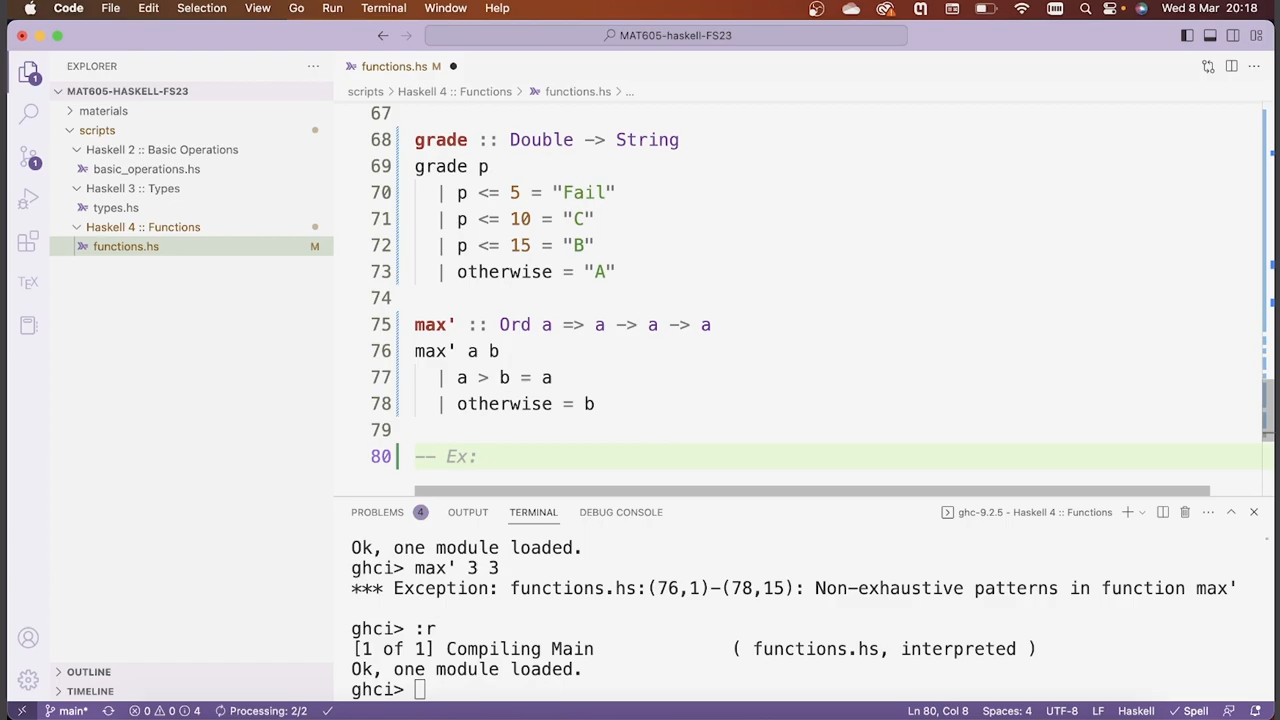 Code File Edit Selection View Go Run Terminal Window Help Wed 8 Mar 20:18
MAT605-haskell-FS23
EXPLORER
functions.hs M
MAT605-HASKELL-FS23
scripts > Haskell 4 :: Functions > functions.hs > ...
materials
scripts
Haskell 2 :: Basic Operations
basic_operations.hs
Haskell 3 :: Types
types.hs
Haskell 4 :: Functions
functions.hs M
67
68 grade :: Double -> String
69 grade p
70 | p <= 5 = "Fail"
71 | p <= 10 = "C"
72 | p <= 15 = "B"
73 | otherwise = "A"
74
75 max' :: Ord a => a -> a -> a
76 max' a b
77 | a > b = a
78 | otherwise = b
79
80 -- Ex:
PROBLEMS 4 OUTPUT TERMINAL DEBUG CONSOLE ghc-9.2.5 - Haskell 4 :: Functions
Ok, one module loaded.
ghci> max' 3 3
*** Exception: functions.hs:(76,1)-(78,15): Non-exhaustive patterns in function max'
ghci> :r
[1 of 1] Compiling Main ( functions.hs, interpreted )
Ok, one module loaded.
ghci>
OUTLINE
TIMELINE
main* 0 0 4 Processing: 2/2 Ln 80, Col 8 Spaces: 4 UTF-8 LF Haskell Spell
1
1
TEX